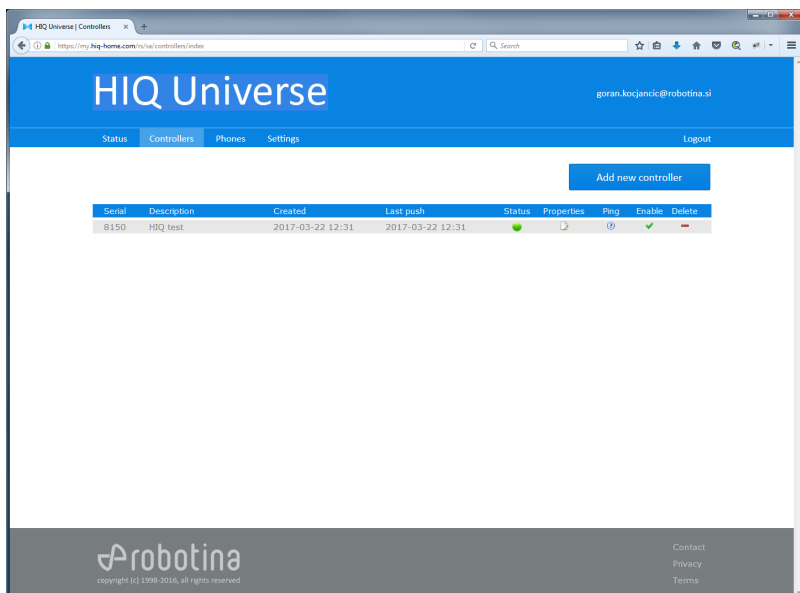 HIQ Universe | Controllers
https://my.hiq-home.com/rs/sa/controllers/index
Search
HIQ Universe
goran.kocjancic@robotina.si
Status Controllers Phones Settings Logout
Add new controller
Serial Description Created Last push Status Properties Ping Enable Delete
8150 HIQ test 2017-03-22 12:31 2017-03-22 12:31
robotina
copyright (c) 1998-2016, all rights reserved
Contact
Privacy
Terms